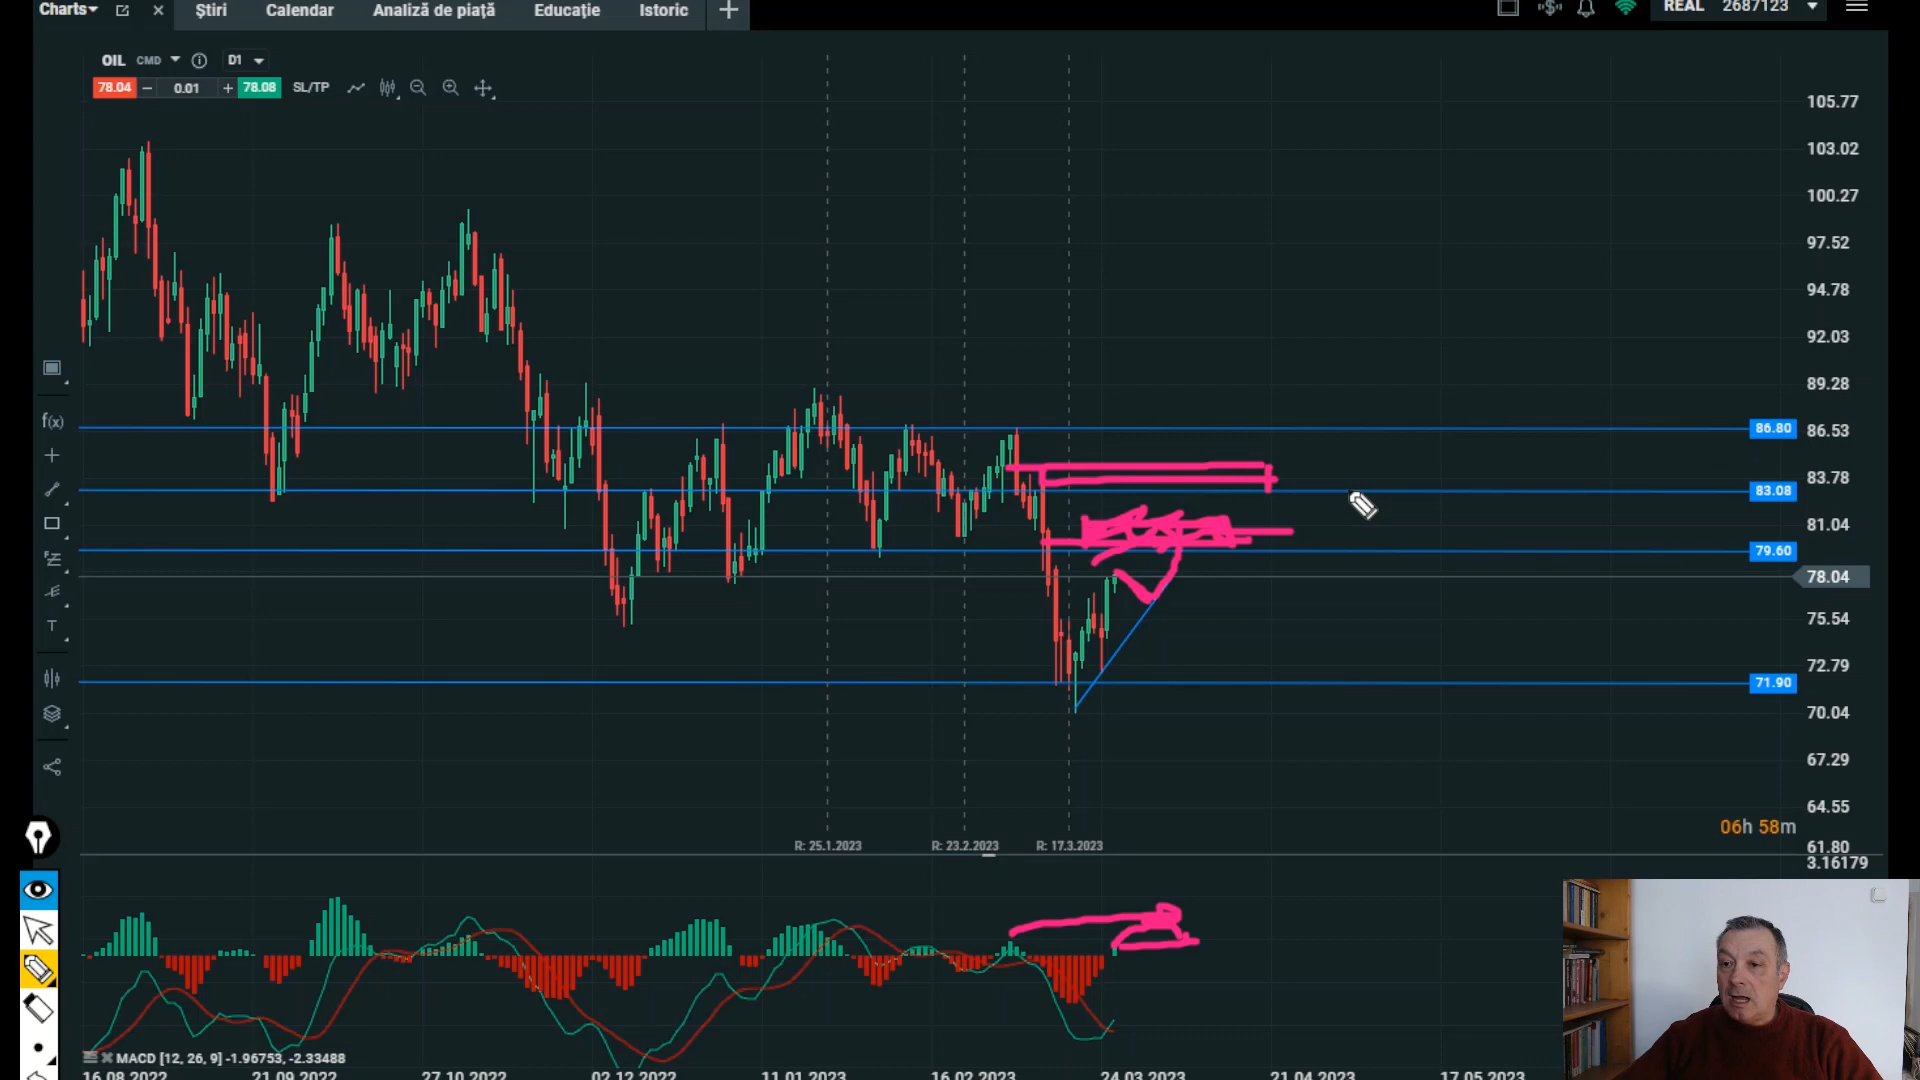 Charts Știri Calendar Analiză de piață Educație Istoric REAL 2687123
OIL CMD D1
78.04 0.01 78.08 SL/TP
105.77
103.02
100.27
97.52
94.78
92.03
89.28
86.80 86.53
83.78
83.08
81.04
79.60
78.04
75.54
72.79
71.90
70.04
67.29
64.55
06h 58m
61.80
R: 25.1.2023 R: 23.2.2023 R: 17.3.2023
3.16179
f(x)
T
MACD [12, 26, 9] -1.96753, -2.33488
16.08.2022 21.09.2022 27.10.2022 02.12.2022 11.01.2023 16.02.2023 24.03.2023 21.04.2023 17.05.2023